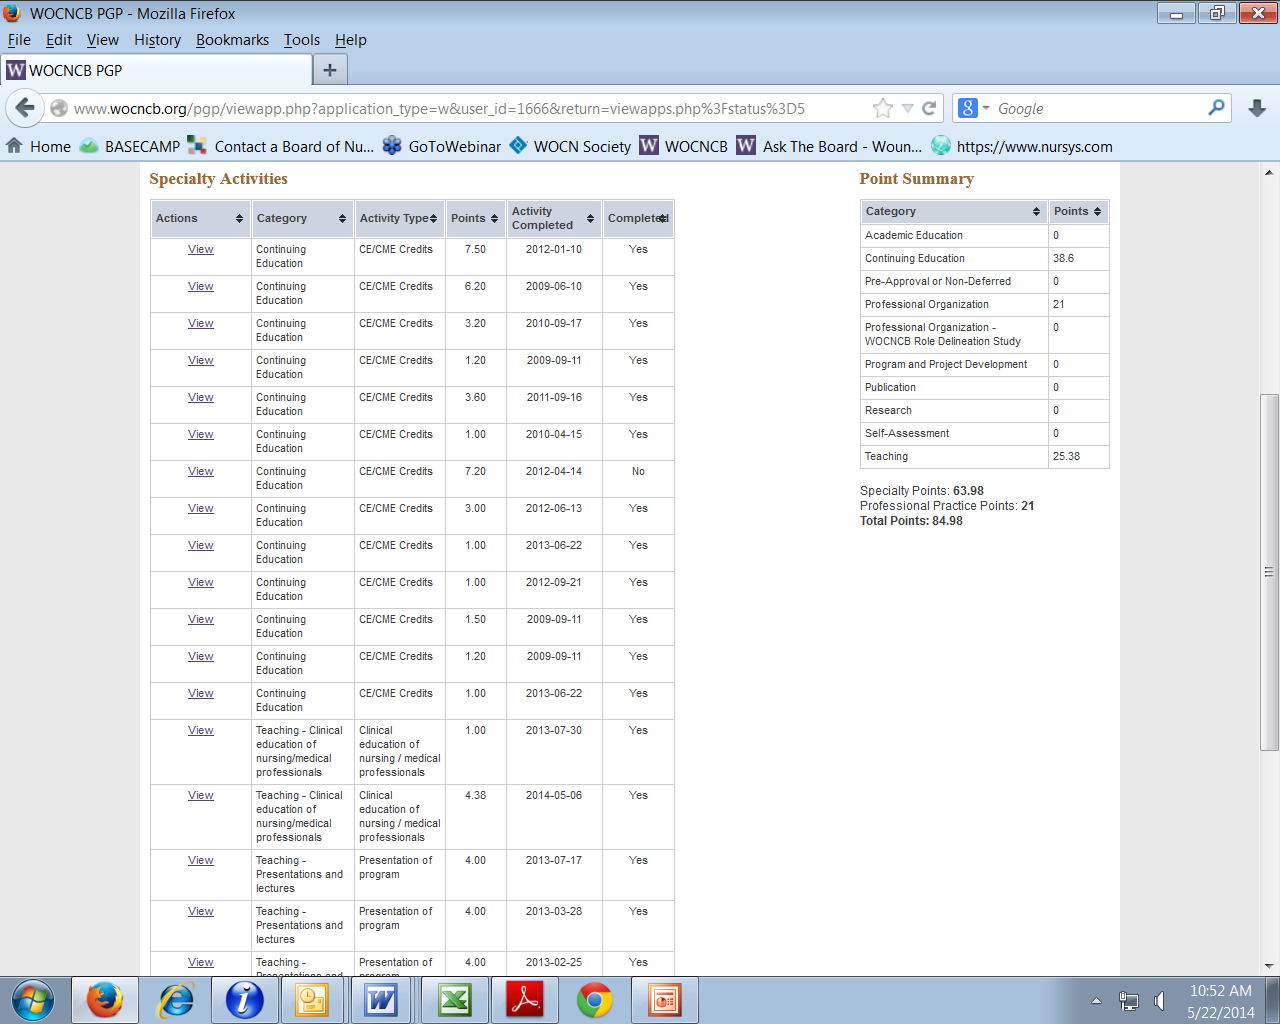 WOCNCB PGP - Mozilla Firefox
File Edit View History Bookmarks Tools Help
WOCNCB PGP
www.wocncb.org/pgp/viewapp.php?application_type=w&user_id=1666&return=viewapps.php%3Fstatus%3D5
Google
Home BASECAMP Contact a Board of Nu... GoToWebinar WOCN Society WOCNCB Ask The Board - Woun... https://www.nursys.com
Specialty Activities
Actions Category Activity Type Points Activity Completed Completed
View Continuing Education CE/CME Credits 7.50 2012-01-10 Yes
View Continuing Education CE/CME Credits 6.20 2009-06-10 Yes
View Continuing Education CE/CME Credits 3.20 2010-09-17 Yes
View Continuing Education CE/CME Credits 1.20 2009-09-11 Yes
View Continuing Education CE/CME Credits 3.60 2011-09-16 Yes
View Continuing Education CE/CME Credits 1.00 2010-04-15 Yes
View Continuing Education CE/CME Credits 7.20 2012-04-14 No
View Continuing Education CE/CME Credits 3.00 2012-06-13 Yes
View Continuing Education CE/CME Credits 1.00 2013-06-22 Yes
View Continuing Education CE/CME Credits 1.00 2012-09-21 Yes
View Continuing Education CE/CME Credits 1.50 2009-09-11 Yes
View Continuing Education CE/CME Credits 1.20 2009-09-11 Yes
View Continuing Education CE/CME Credits 1.00 2013-06-22 Yes
View Teaching - Clinical education of nursing/medical professionals Clinical education of nursing / medical professionals 1.00 2013-07-30 Yes
View Teaching - Clinical education of nursing/medical professionals Clinical education of nursing / medical professionals 4.38 2014-05-06 Yes
View Teaching - Presentations and lectures Presentation of program 4.00 2013-07-17 Yes
View Teaching - Presentations and lectures Presentation of program 4.00 2013-03-28 Yes
View Teaching - Presentations and Presentation of program 4.00 2013-02-25 Yes
Point Summary
Category Points
Academic Education 0
Continuing Education 38.6
Pre-Approval or Non-Deferred 0
Professional Organization 21
Professional Organization - WOCNCB Role Delineation Study 0
Program and Project Development 0
Publication 0
Research 0
Self-Assessment 0
Teaching 25.38
Specialty Points: 63.98
Professional Practice Points: 21
Total Points: 84.98
10:52 AM
5/22/2014